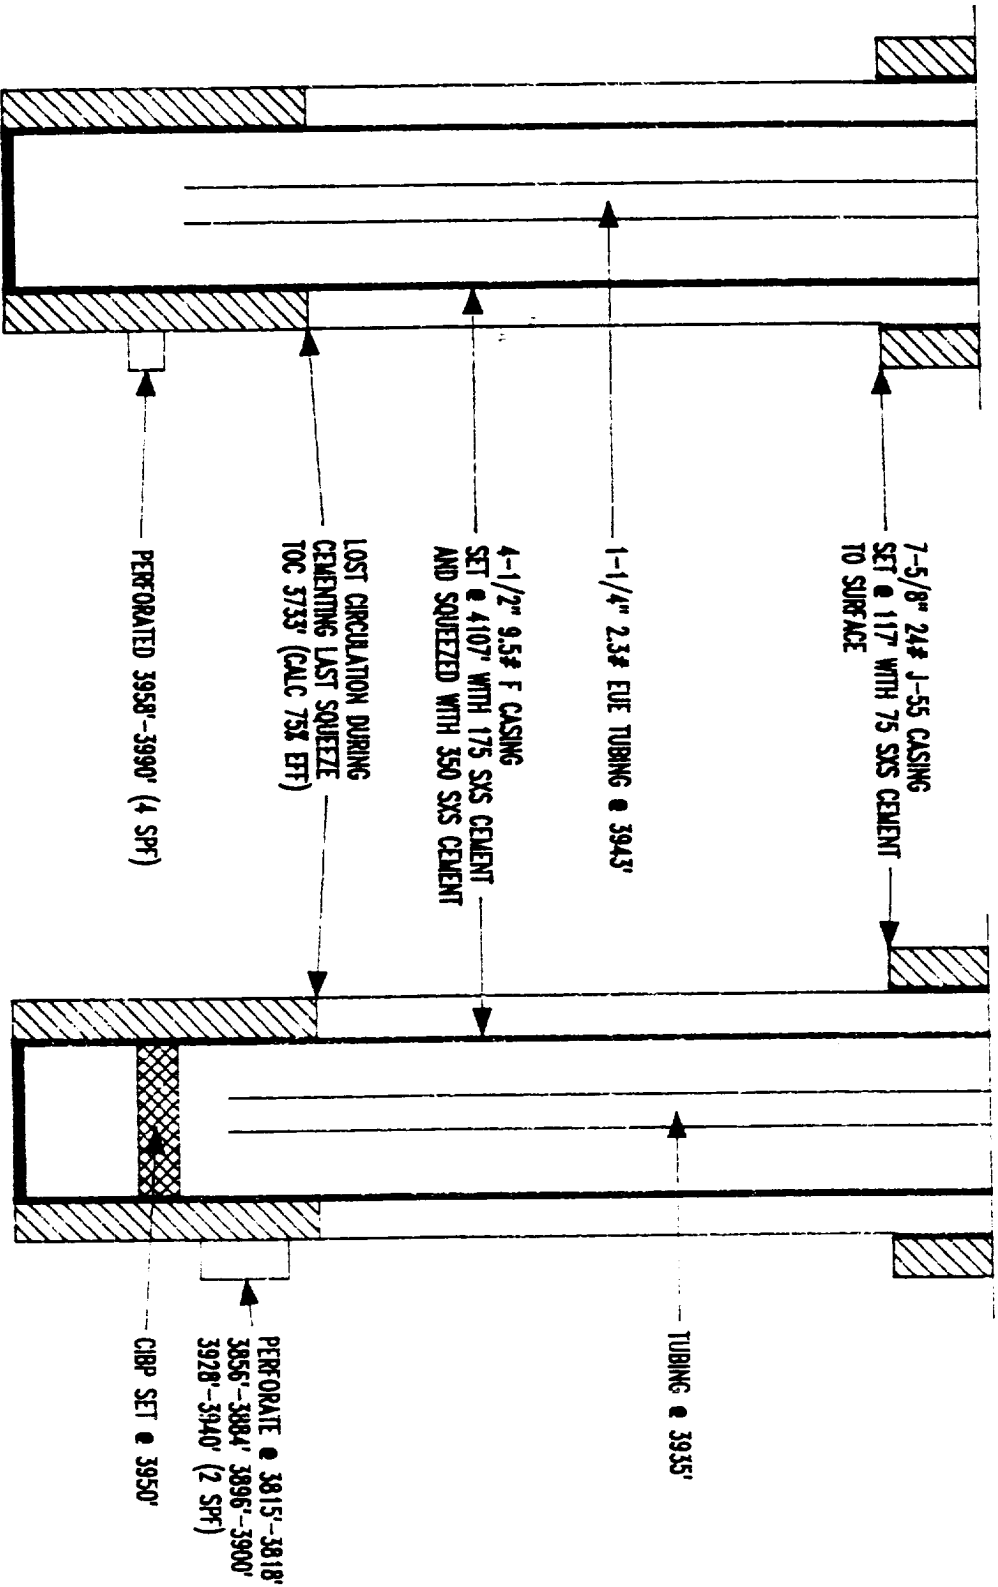 7-5/8" 24# J-55 CASING
SET @ 117' WITH 75 SXS CEMENT
TO SURFACE
1-1/4" 2.3# EUE TUBING @ 3943'
4-1/2" 9.5# F CASING
SET @ 4107' WITH 175 SXS CEMENT
AND SQUEEZED WITH 350 SXS CEMENT
LOST CIRCULATION DURING
CEMENTING LAST SQUEEZE
TOC 3733' (CALC 75% EFF)
PERFORATED 3958'-3990' (4 SPF)
TUBING @ 3935'
PERFORATE @ 3815'-3818'
3856'-3884' 3896'-3900'
3928'-3940' (2 SPF)
CIBP SET @ 3950'